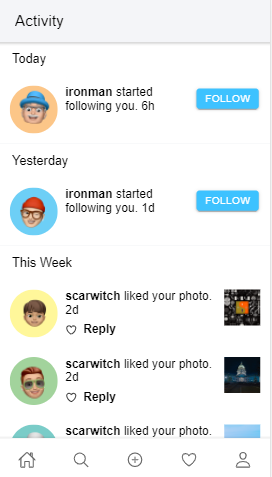 Activity
Today
ironman started
following you. 6h
FOLLOW
Yesterday
ironman started
following you. 1d
FOLLOW
This Week
scarwitch liked your photo.
2d
Reply
scarwitch liked your photo.
2d
Reply
scarwitch liked your photo.